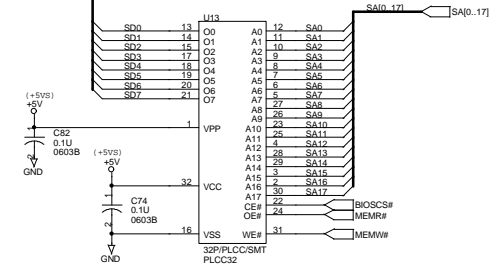 SA[0..17]
SA[0..17]
U13
SD0 13 O0 A0 12 SA0
SD1 14 O1 A1 11 SA1
SD2 15 O2 A2 10 SA2
SD3 17 O3 A3 9 SA3
SD4 18 O4 A4 8 SA4
SD5 19 O5 A5 7 SA5
SD6 20 O6 A6 6 SA6
SD7 21 O7 A7 5 SA7
A8 27 SA8
A9 26 SA9
A10 23 SA10
A11 25 SA11
A12 4 SA12
A13 28 SA13
A14 29 SA14
A15 3 SA15
A16 2 SA16
A17 30 SA17
(+5VS)
+5V
1 VPP
C82
0.1U
0603B
2
GND
(+5VS)
+5V
32 VCC
CE# 22 BIOSCS#
OE# 24 MEMR#
1
C74
0.1U
0603B
2
16 VSS WE# 31 MEMW#
GND
32P/PLCC/SMT
PLCC32